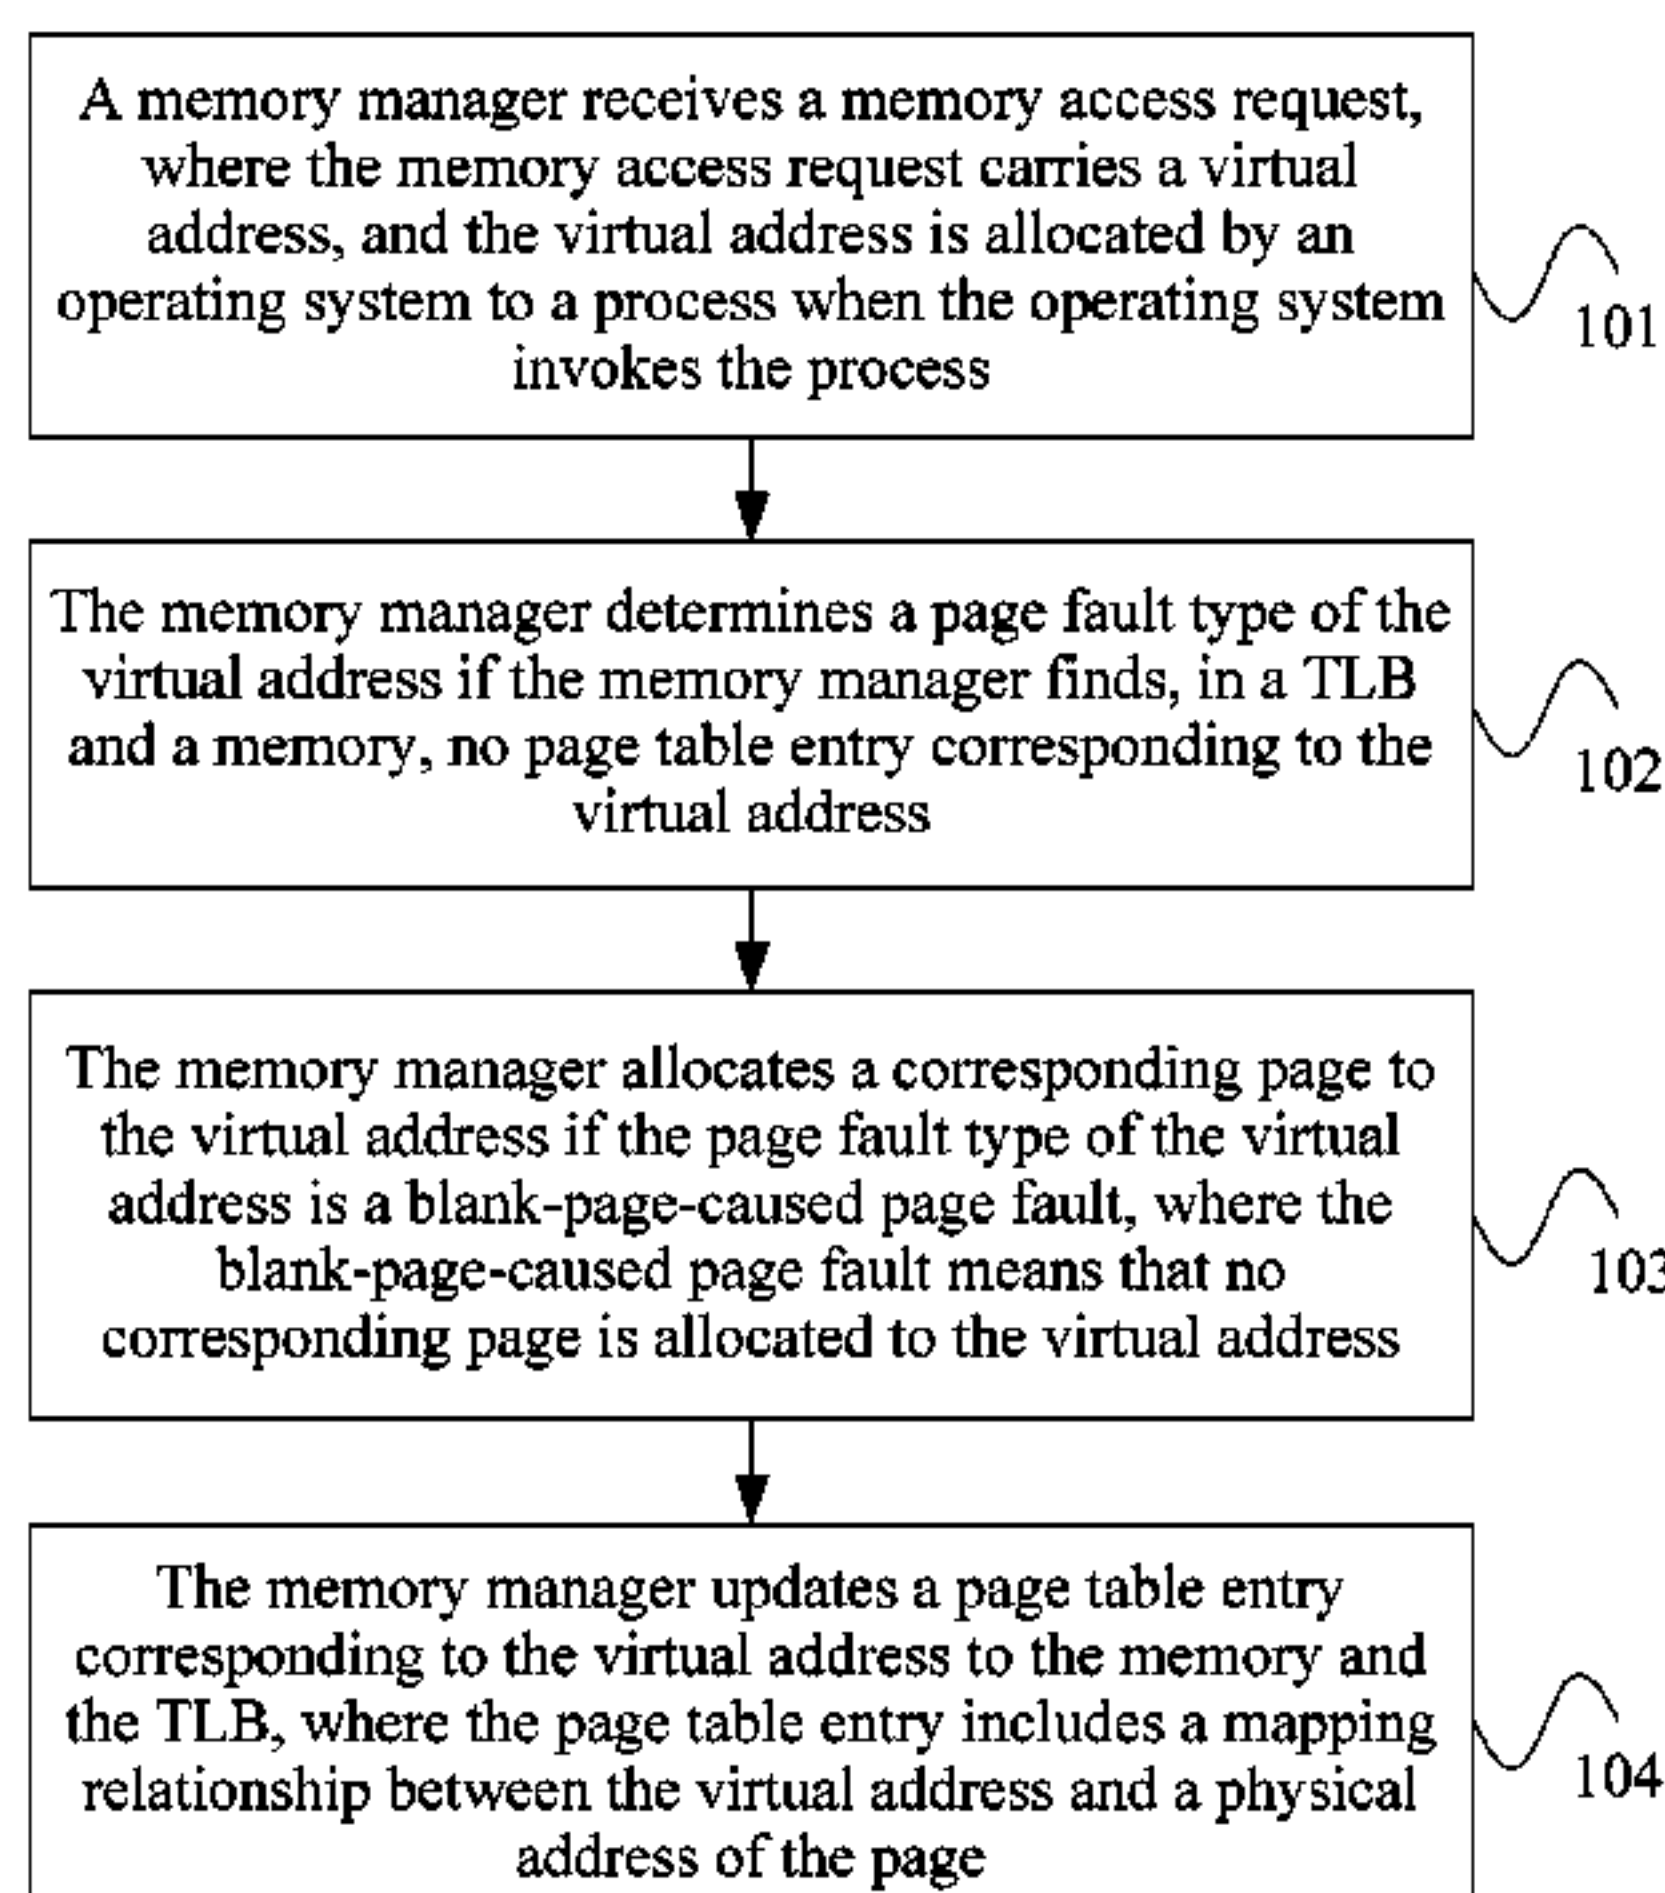 A memory manager receives a memory access request,
where the memory access request carries a virtual
address, and the virtual address is allocated by an
operating system to a process when the operating system
invokes the process
101
The memory manager determines a page fault type of the
virtual address if the memory manager finds, in a TLB
and a memory, no page table entry corresponding to the
virtual address
102
The memory manager allocates a corresponding page to
the virtual address if the page fault type of the virtual
address is a blank-page-caused page fault, where the
blank-page-caused page fault means that no
corresponding page is allocated to the virtual address
103
The memory manager updates a page table entry
corresponding to the virtual address to the memory and
the TLB, where the page table entry includes a mapping
relationship between the virtual address and a physical
address of the page
104